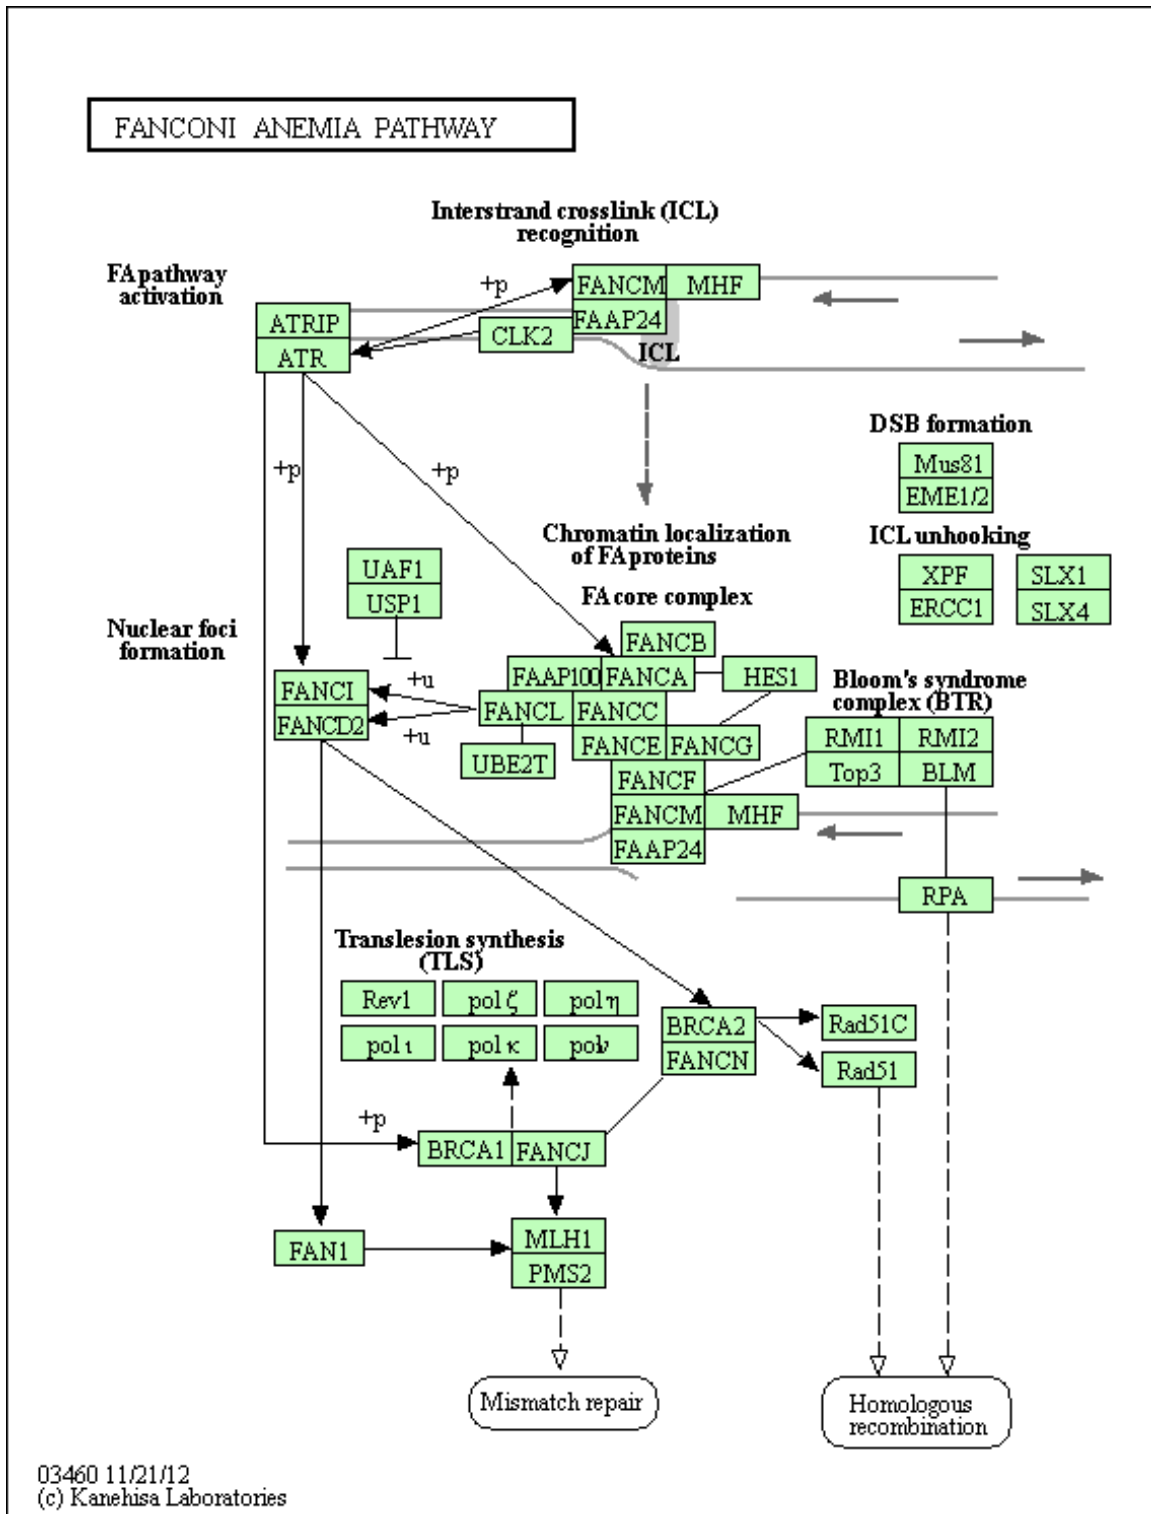 FANCONI ANEMIA PATHWAY
Interstrand crosslink (ICL)
recognition
FA pathway
activation
+p
FANCM
MHF
ATRIP
FAAP24
CLK2
ATR
ICL
DSB formation
Mus81
EME1/2
+p
+p
Chromatin localization
of FA proteins
ICL unhooking
UAF1
USP1
XPF
ERCC1
SLX1
SLX4
FA core complex
Nuclear foci
formation
FANCB
FAAP100
FANCA
HES1
Bloom's syndrome
complex (BTR)
+u
FANCI
FANCD2
FANCL
FANCC
+u
UBE2T
FANCE
FANCG
RMI1
RMI2
Top3
BLM
FANCF
FANCM
MHF
FAAP24
RPA
Translesion synthesis
(TLS)
Rev1
pol ζ
pol η
pol ι
pol κ
pol ν
BRCA2
FANCN
Rad51C
Rad51
+p
BRCA1
FANCJ
FAN1
MLH1
PMS2
Mismatch repair
Homologous
recombination
03460 11/21/12
(c) Kanehisa Laboratories